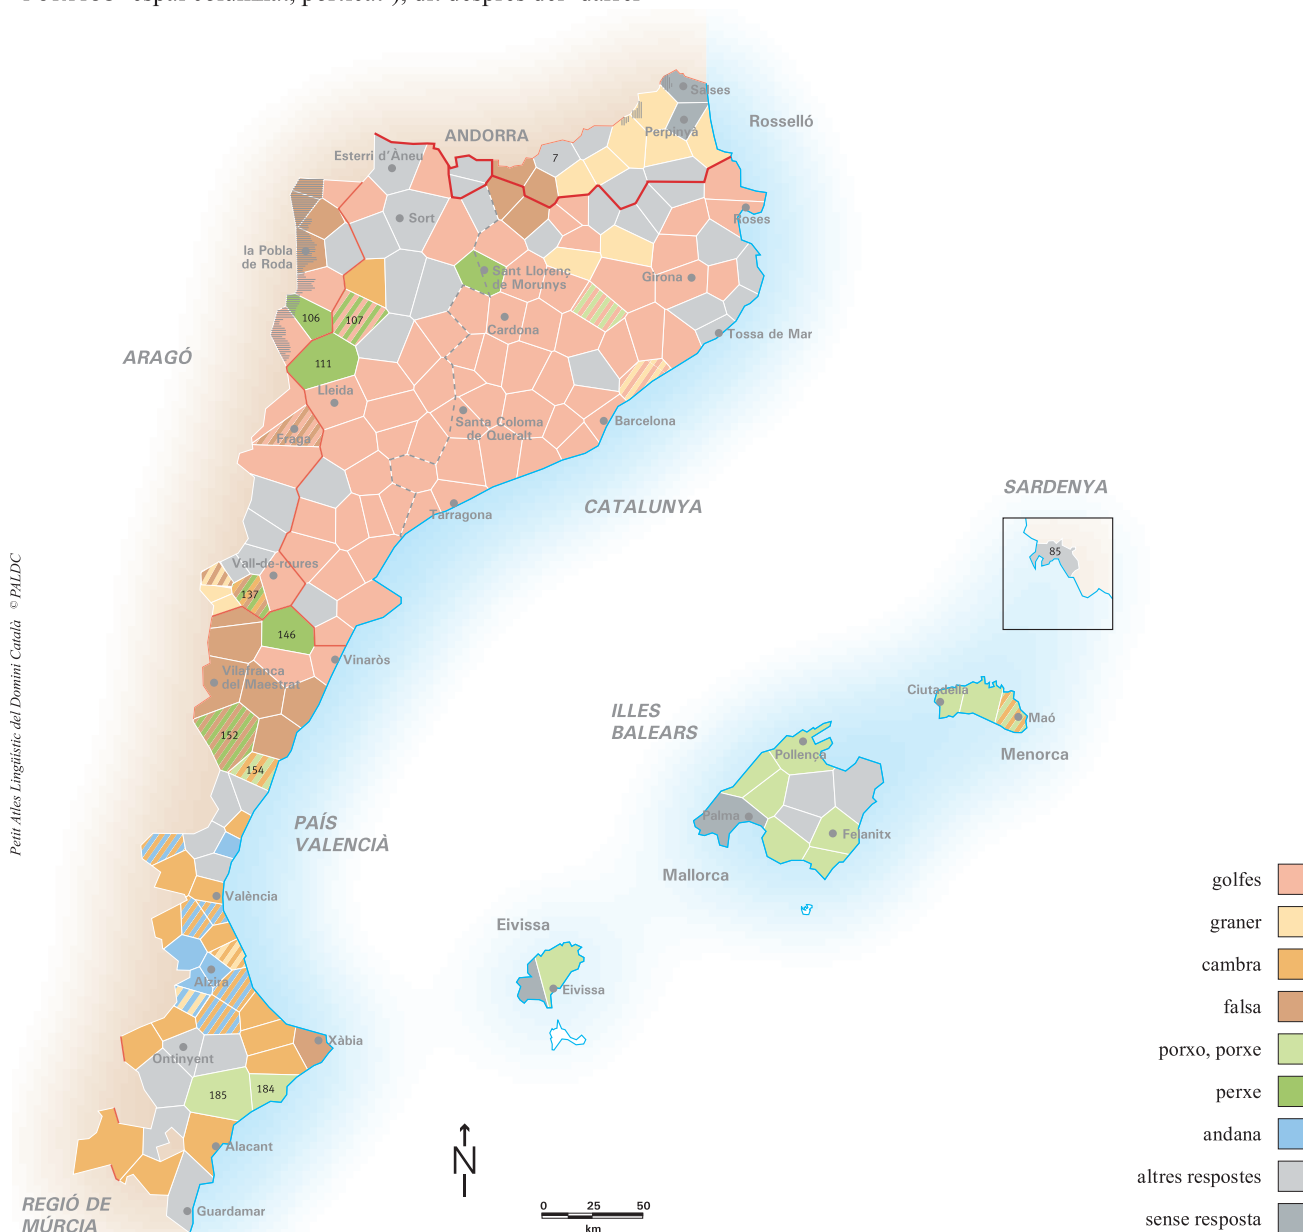 Salses
Rosselló
Perpinyà
ANDORRA
Esterri d'Àneu
7
Sort
Roses
la Pobla
de Roda
Sant Llorenç
de Morunys
Girona
106
107
Cardona
Tossa de Mar
ARAGÓ
111
Lleida
Santa Coloma
de Queralt
Barcelona
Fraga
SARDENYA
CATALUNYA
Tarragona
85
Vall-de-roures
137
146
Vinaròs
Vilafranca
del Maestrat
Ciutadella
Maó
Menorca
ILLES
BALEARS
152
154
Pollença
PAÍS
VALENCIÀ
Palma
Felanitx
Mallorca
Petit Atles Lingüístic del Domini Català © PALDC
València
Eivissa
Alzira
Eivissa
Xàbia
Ontinyent
185
184
Alacant
N
REGIÓ DE
MÚRCIA
Guardamar
0 25 50
km
golfes
graner
cambra
falsa
porxo, porxe
perxe
andana
altres respostes
sense resposta